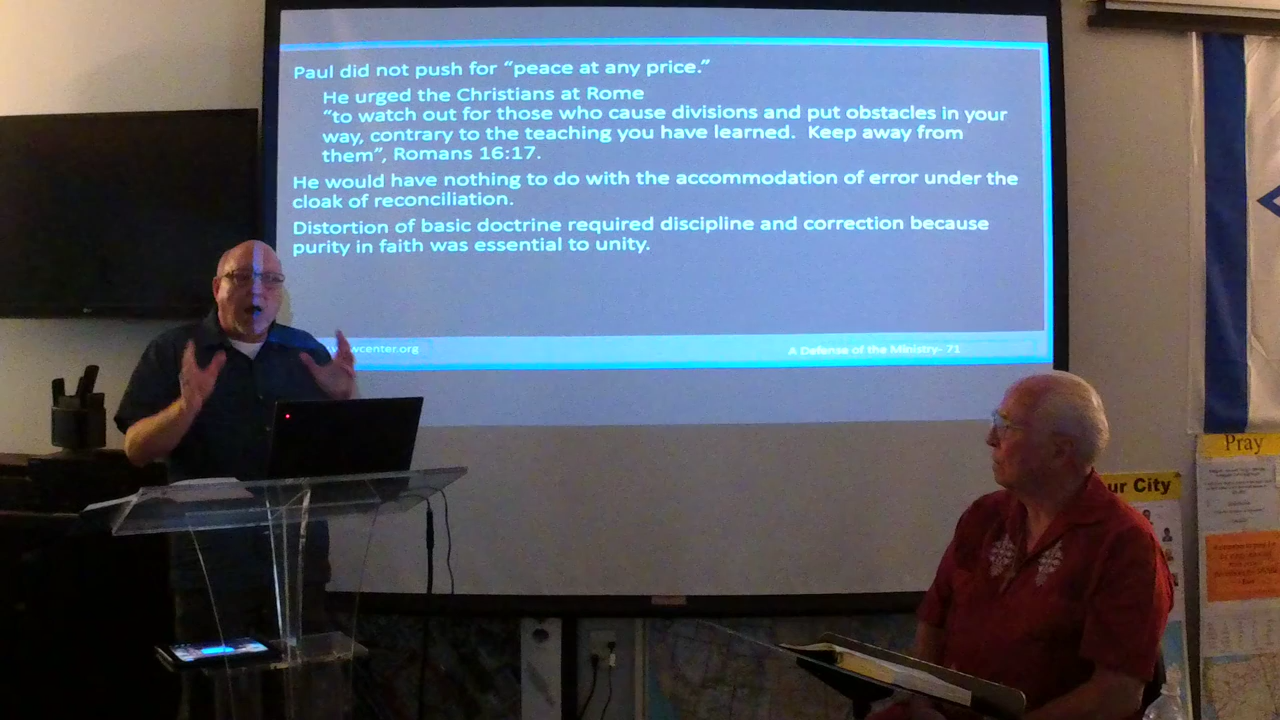 Paul did not push for “peace at any price.”
He urged the Christians at Rome
“to watch out for those who cause divisions and put obstacles in your
way, contrary to the teaching you have learned.  Keep away from
them”, Romans 16:17.
He would have nothing to do with the accommodation of error under the
cloak of reconciliation.
Distortion of basic doctrine required discipline and correction because
purity in faith was essential to unity.
wcenter.org
A Defense of the Ministry- 71
Pray
ur City